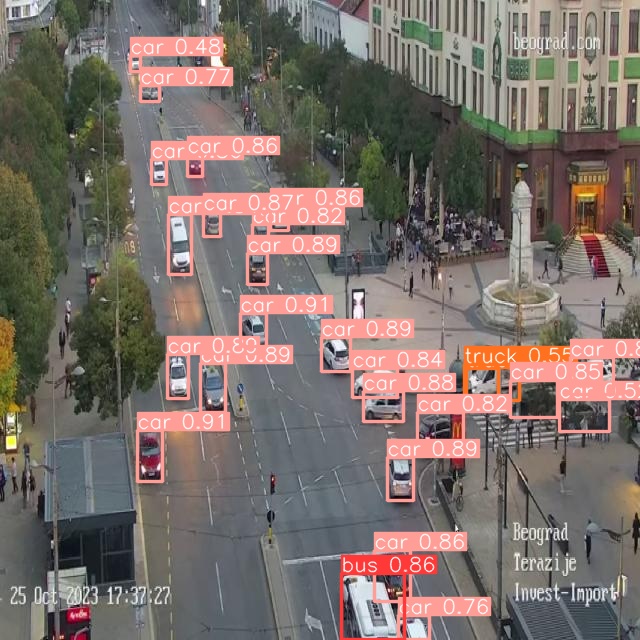 beograd.com
car 0.48
car 0.77
car 0.86
car
car 0.87
car 0.86
0.82
car 0.89
car 0.91
car 0.89
car 0.89
car 0.84
truck 0.55
car 0.85
car 0.88
car 0.82
car 0.91
car 0.89
car 0.86
bus 0.86
car 0.76
Beograd
Terazije
Invest-Import
25 Oct 2023 17:37:27